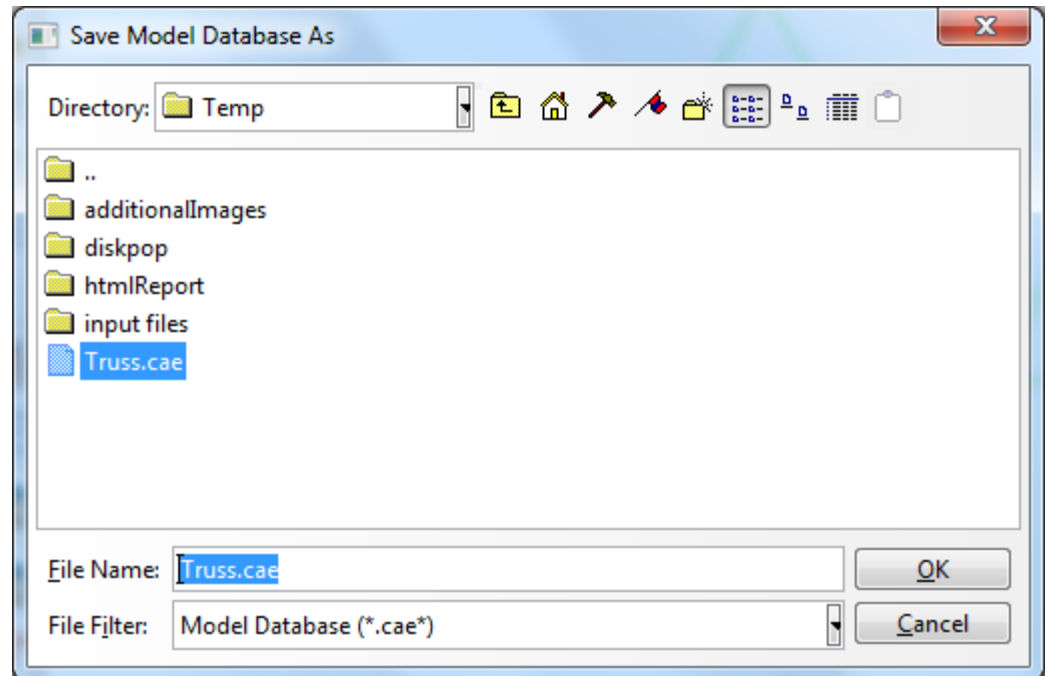 Save Model Database As
Directory: Temp
..
additionalImages
diskpop
htmlReport
input files
Truss.cae
File Name: Truss.cae OK
File Filter: Model Database (*.cae*) Cancel